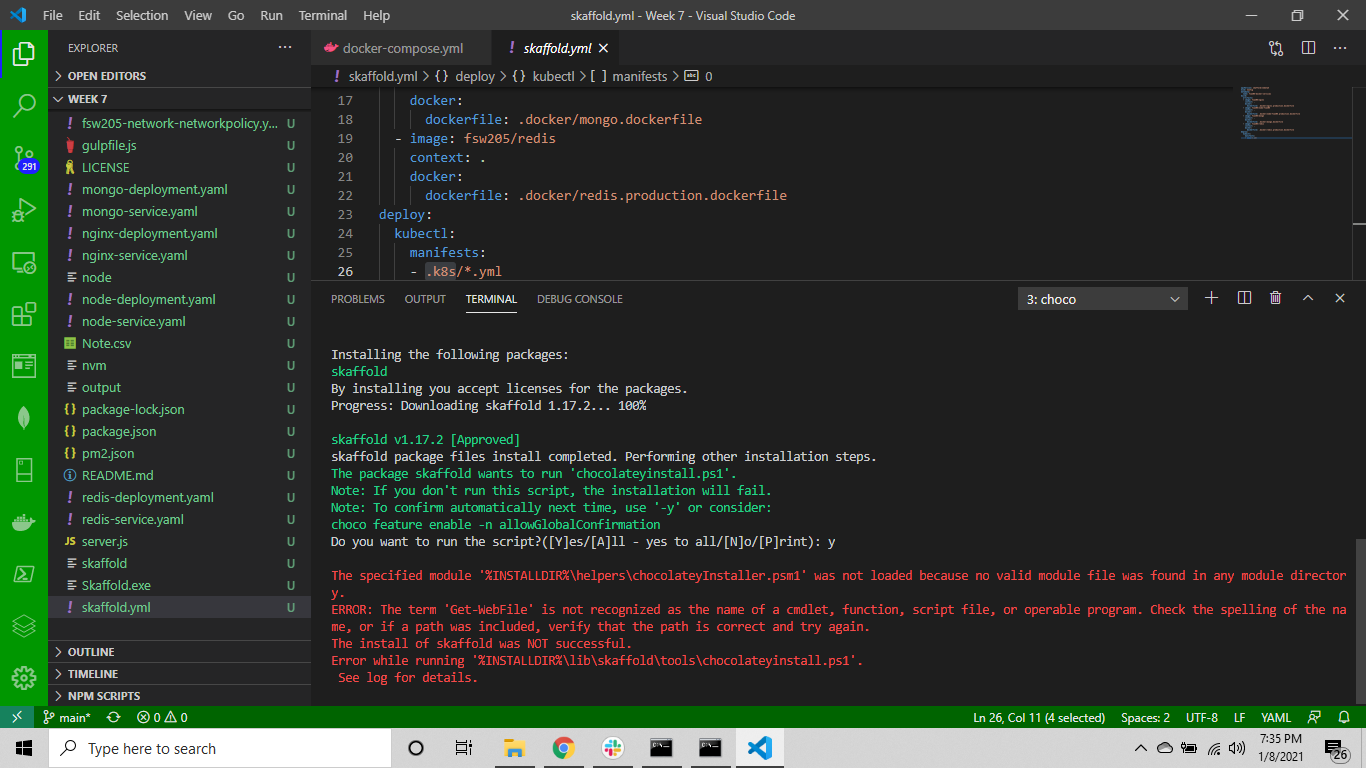 File Edit Selection View Go Run Terminal Help
skaffold.yml - Week 7 - Visual Studio Code
EXPLORER
OPEN EDITORS
WEEK 7
fsw205-network-networkpolicy.y... U
gulpfile.js U
LICENSE U
mongo-deployment.yaml U
mongo-service.yaml U
nginx-deployment.yaml U
nginx-service.yaml U
node U
node-deployment.yaml U
node-service.yaml U
Note.csv U
nvm U
output U
package-lock.json U
package.json U
pm2.json U
README.md U
redis-deployment.yaml U
redis-service.yaml U
JS server.js U
skaffold U
Skaffold.exe U
skaffold.yml U
OUTLINE
TIMELINE
NPM SCRIPTS
291
docker-compose.yml
! skaffold.yml
! skaffold.yml > {} deploy > {} kubectl > [ ] manifests > abc 0
17 docker:
18 dockerfile: .docker/mongo.dockerfile
19 - image: fsw205/redis
20 context: .
21 docker:
22 dockerfile: .docker/redis.production.dockerfile
23 deploy:
24 kubectl:
25 manifests:
26 - .k8s/*.yml
PROBLEMS OUTPUT TERMINAL DEBUG CONSOLE
3: choco
Installing the following packages:
skaffold
By installing you accept licenses for the packages.
Progress: Downloading skaffold 1.17.2... 100%
skaffold v1.17.2 [Approved]
skaffold package files install completed. Performing other installation steps.
The package skaffold wants to run 'chocolateyinstall.ps1'.
Note: If you don't run this script, the installation will fail.
Note: To confirm automatically next time, use '-y' or consider:
choco feature enable -n allowGlobalConfirmation
Do you want to run the script?([Y]es/[A]ll - yes to all/[N]o/[P]rint): y
The specified module '%INSTALLDIR%\helpers\chocolateyInstaller.psm1' was not loaded because no valid module file was found in any module director
y.
ERROR: The term 'Get-WebFile' is not recognized as the name of a cmdlet, function, script file, or operable program. Check the spelling of the na
me, or if a path was included, verify that the path is correct and try again.
The install of skaffold was NOT successful.
Error while running '%INSTALLDIR%\lib\skaffold\tools\chocolateyinstall.ps1'.
See log for details.
main* 0 0
Ln 26, Col 11 (4 selected) Spaces: 2 UTF-8 LF YAML
Type here to search
7:35 PM
1/8/2021
26